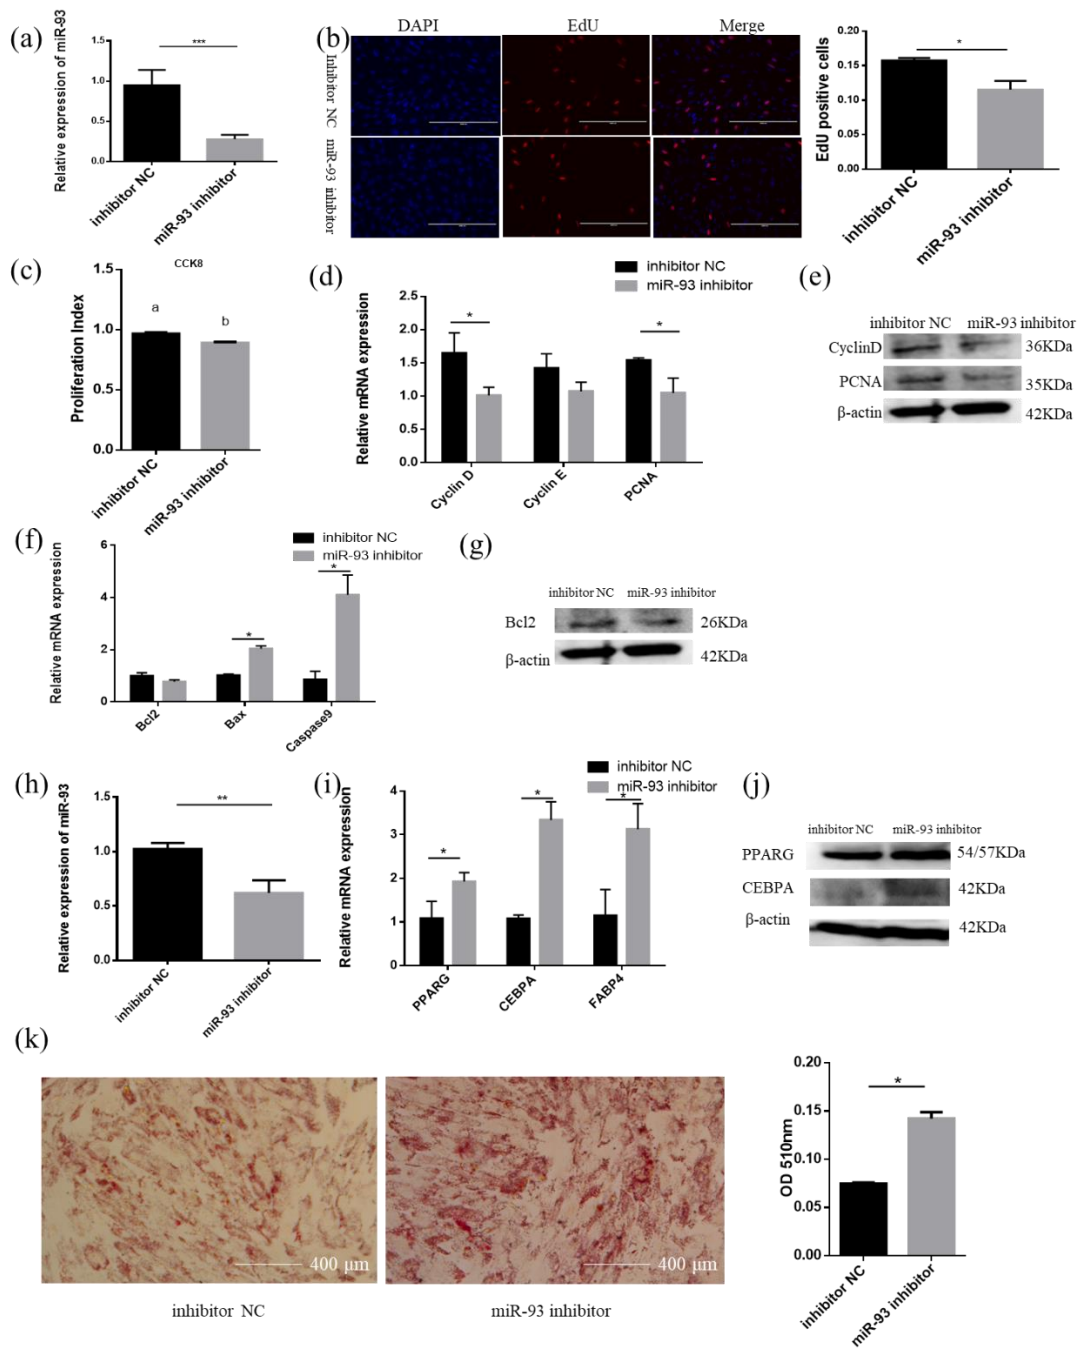 (a)
Relative expression of miR-93
1.5
1.0
0.5
0.0
***
inhibitor NC
miR-93 inhibitor
(b)
DAPI
EdU
Merge
Inhibitor NC
miR-93 inhibitor
EdU positive cells
0.20
0.15
0.10
0.05
0.00
*
inhibitor NC
miR-93 inhibitor
(c)
CCK8
Proliferation Index
1.5
1.0
0.5
0.0
a
b
inhibitor NC
miR-93 inhibitor
(d)
inhibitor NC
miR-93 inhibitor
Relative mRNA expression
2.5
2.0
1.5
1.0
0.5
0.0
*
*
Cyclin D
Cyclin E
PCNA
(e)
inhibitor NC miR-93 inhibitor
CyclinD 36KDa
PCNA 35KDa
β-actin 42KDa
(f)
inhibitor NC
miR-93 inhibitor
Relative mRNA expression
6
4
2
0
*
*
Bcl2
Bax
Caspase9
(g)
inhibitor NC miR-93 inhibitor
Bcl2 26KDa
β-actin 42KDa
(h)
Relative expression of miR-93
1.5
1.0
0.5
0.0
**
inhibitor NC
miR-93 inhibitor
(i)
inhibitor NC
miR-93 inhibitor
Relative mRNA expression
4
3
2
1
0
*
*
*
PPARG
CEBPA
FABP4
(j)
inhibitor NC miR-93 inhibitor
PPARG 54/57KDa
CEBPA 42KDa
β-actin 42KDa
(k)
400 μm
400 μm
inhibitor NC
miR-93 inhibitor
OD 510nm
0.20
0.15
0.10
0.05
0.00
*
inhibitor NC
miR-93 inhibitor